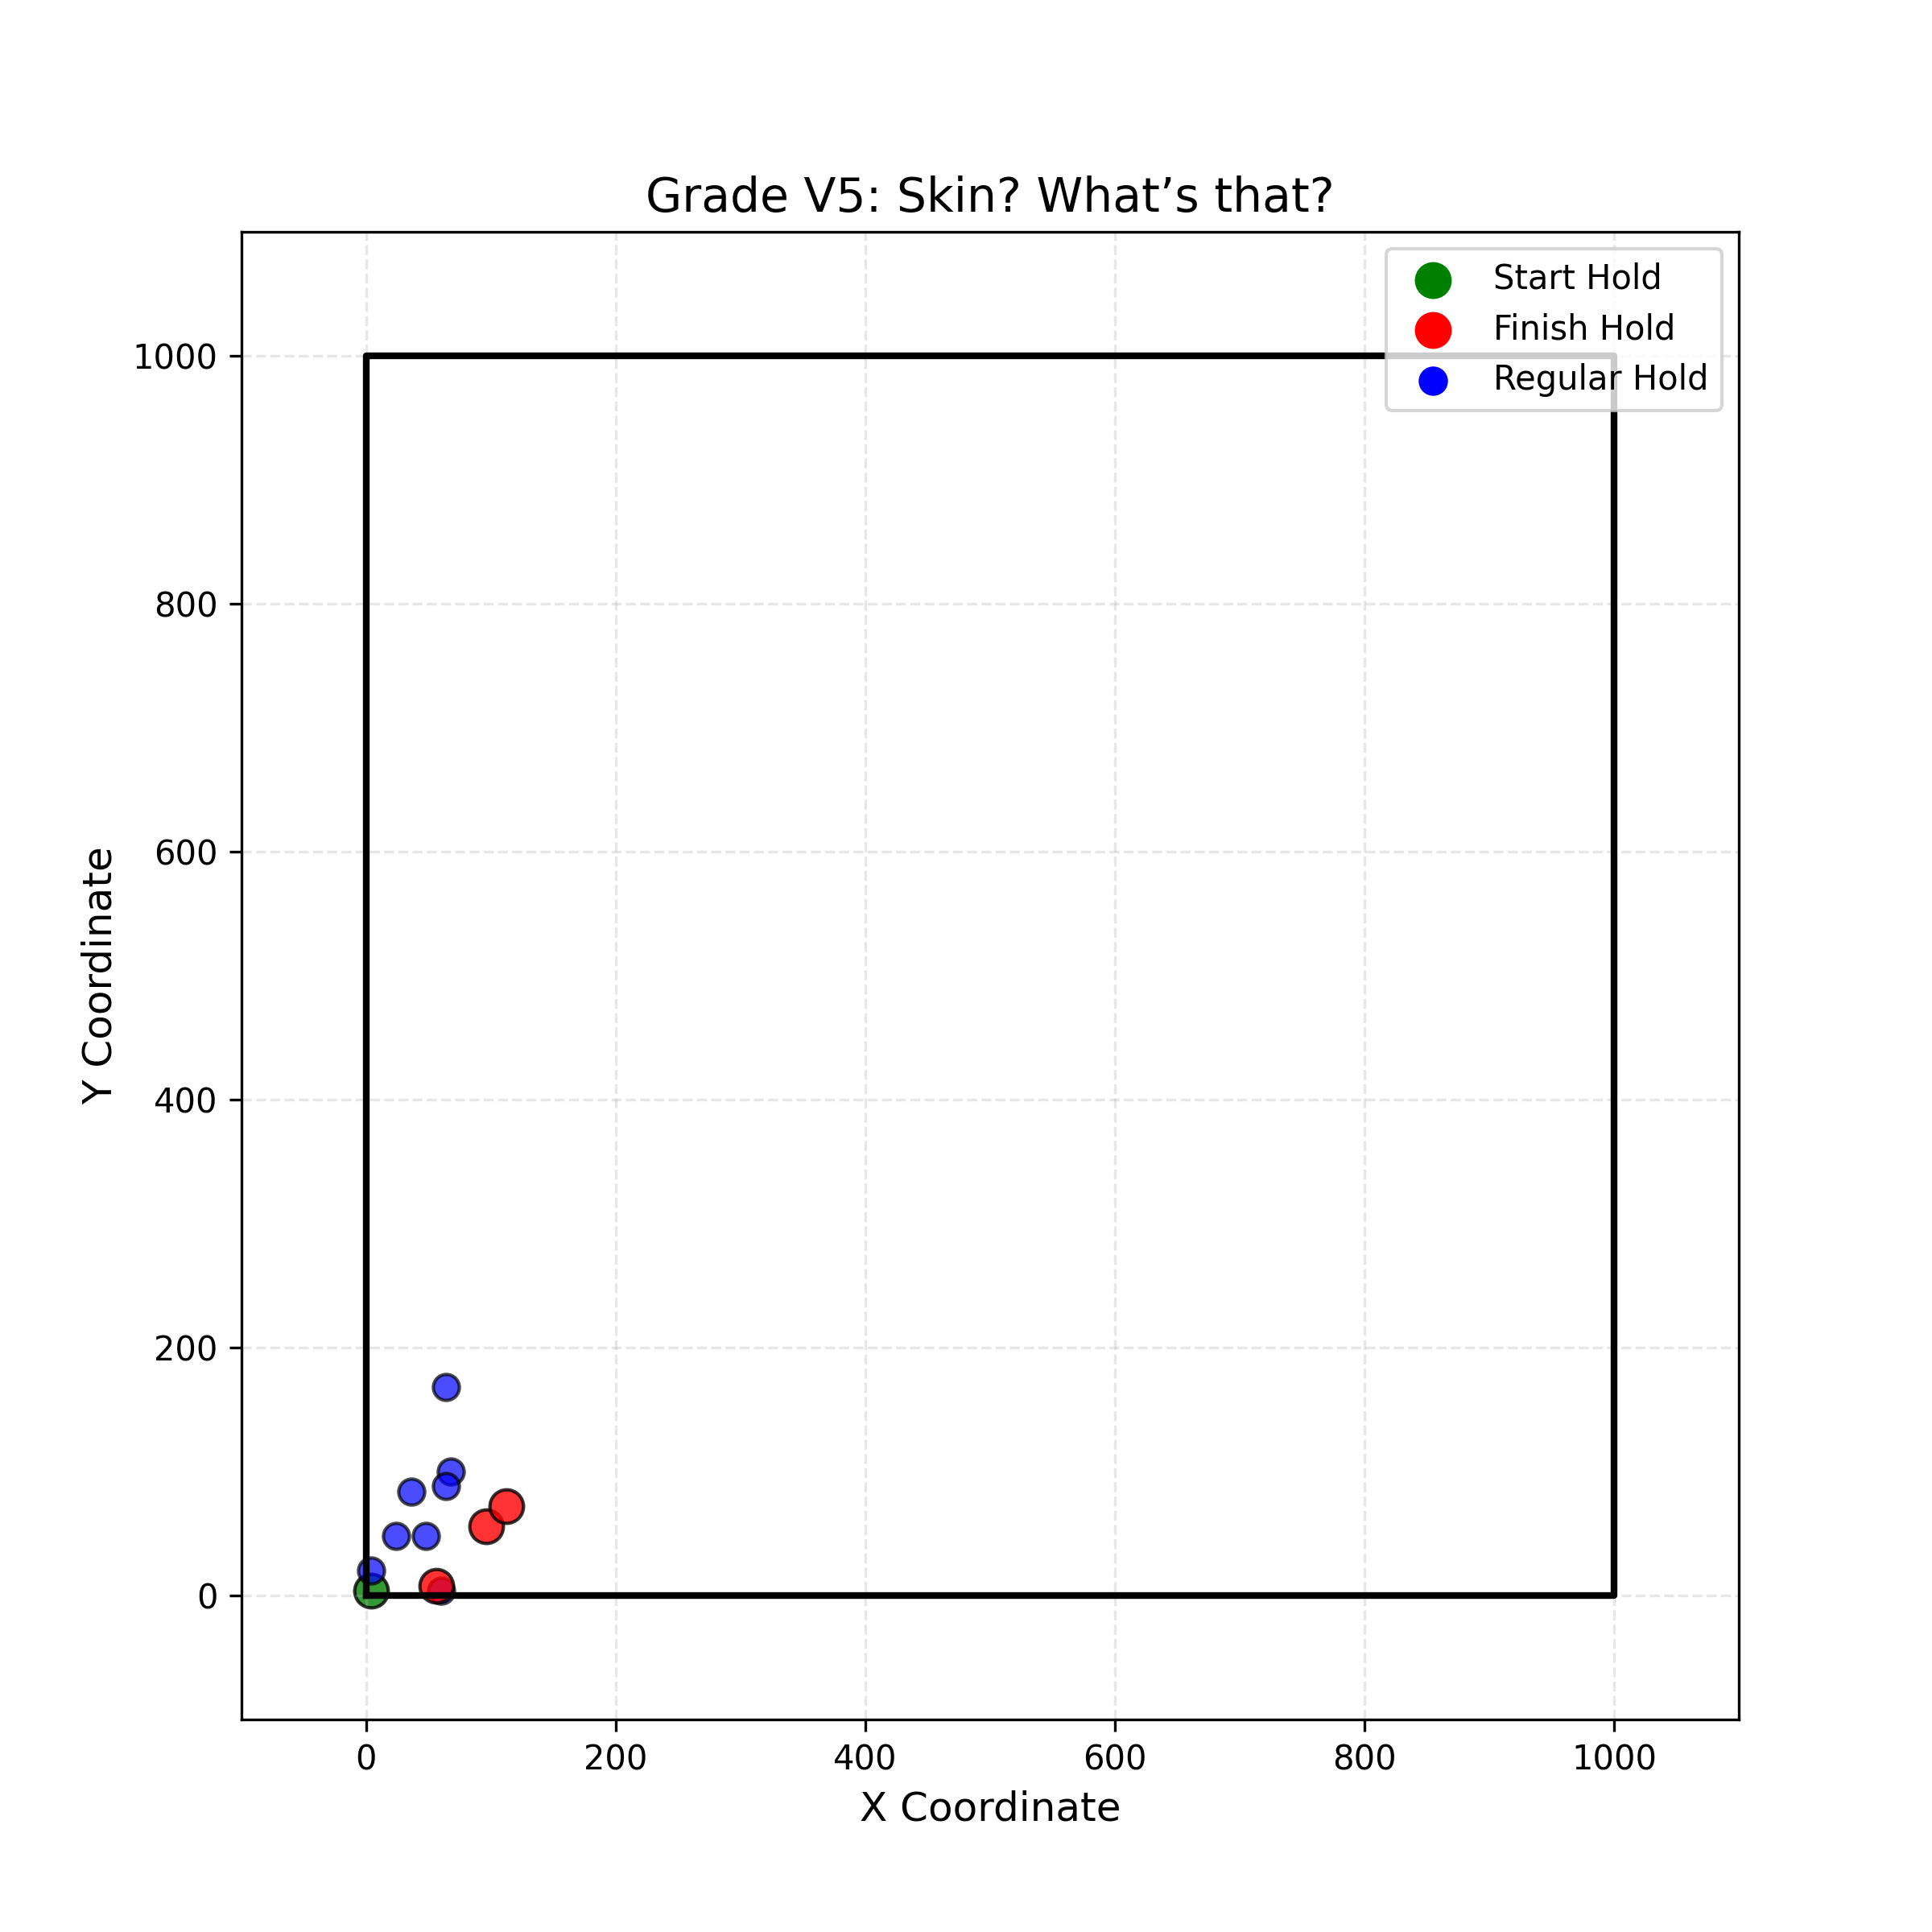 Grade V5: Skin? What’s that?
Start Hold
Finish Hold
Regular Hold
1000
800
600
400
200
0
Y Coordinate
0 200 400 600 800 1000
X Coordinate